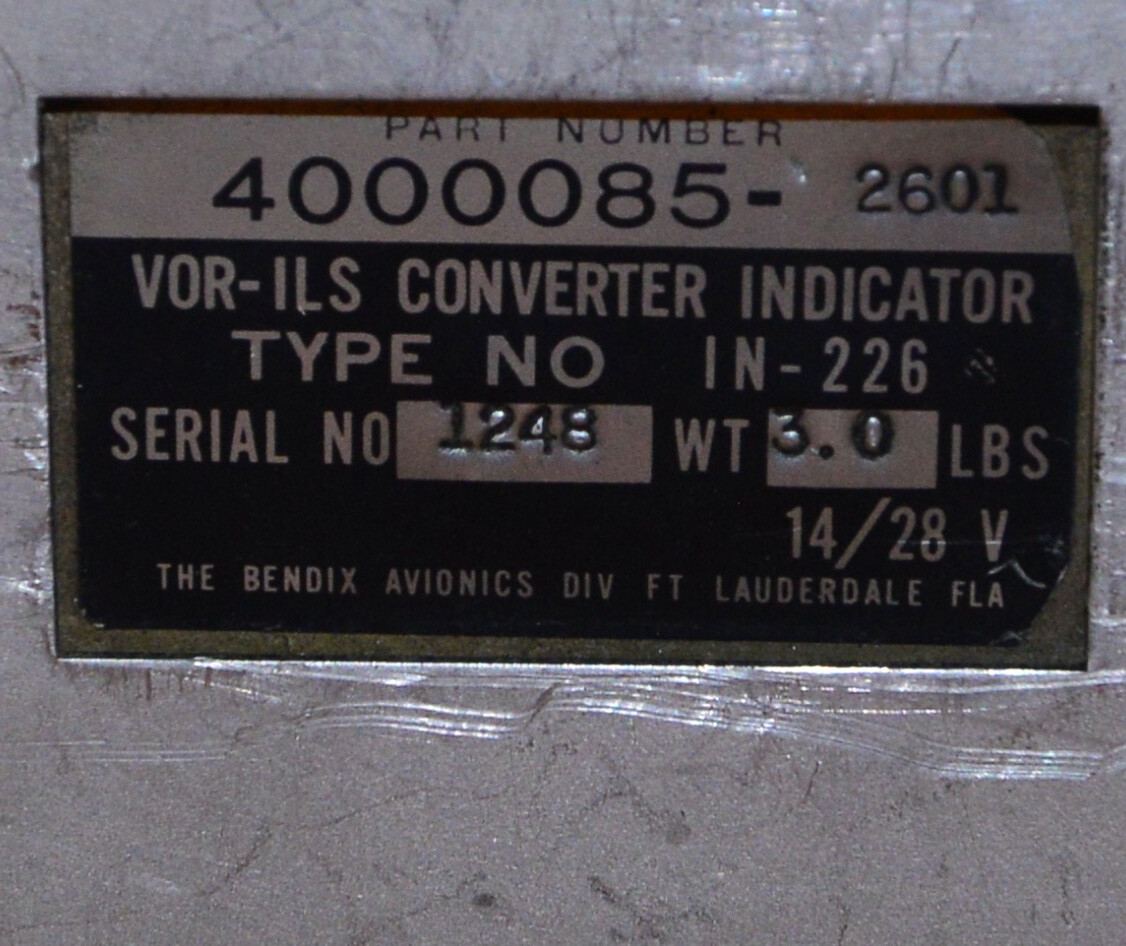 PART NUMBER
4000085- 2601
VOR-ILS CONVERTER INDICATOR
TYPE NO IN-226
SERIAL NO 1248 WT 3.0 LBS
14/28 V
THE BENDIX AVIONICS DIV FT LAUDERDALE FLA